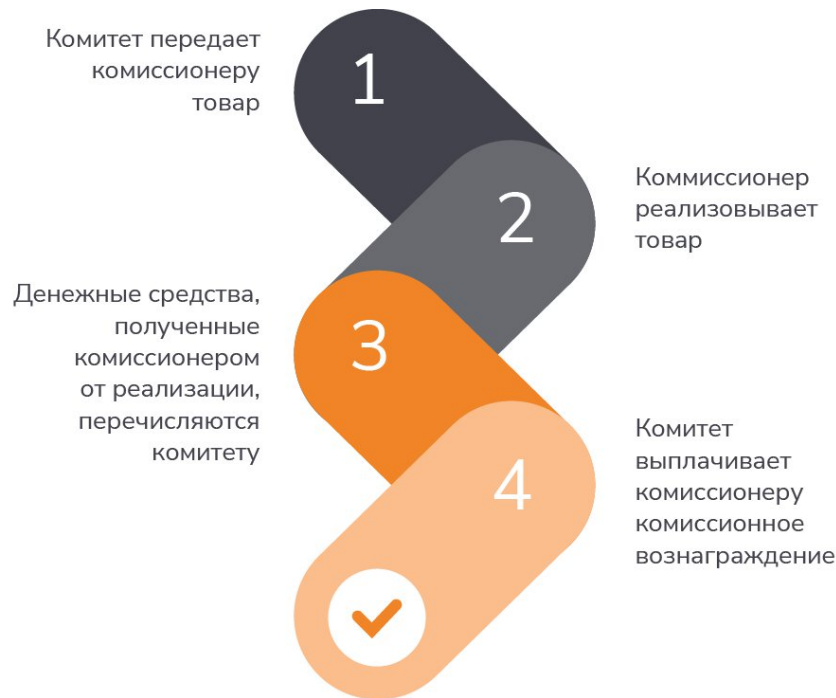 Комитет передает
комиссионеру
товар
1
2
Коммиссионер
реализовывает
товар
Денежные средства,
полученные
комиссионером
от реализации,
перечисляются
комитету
3
4
Комитет
выплачивает
комиссионеру
комиссионное
вознаграждение